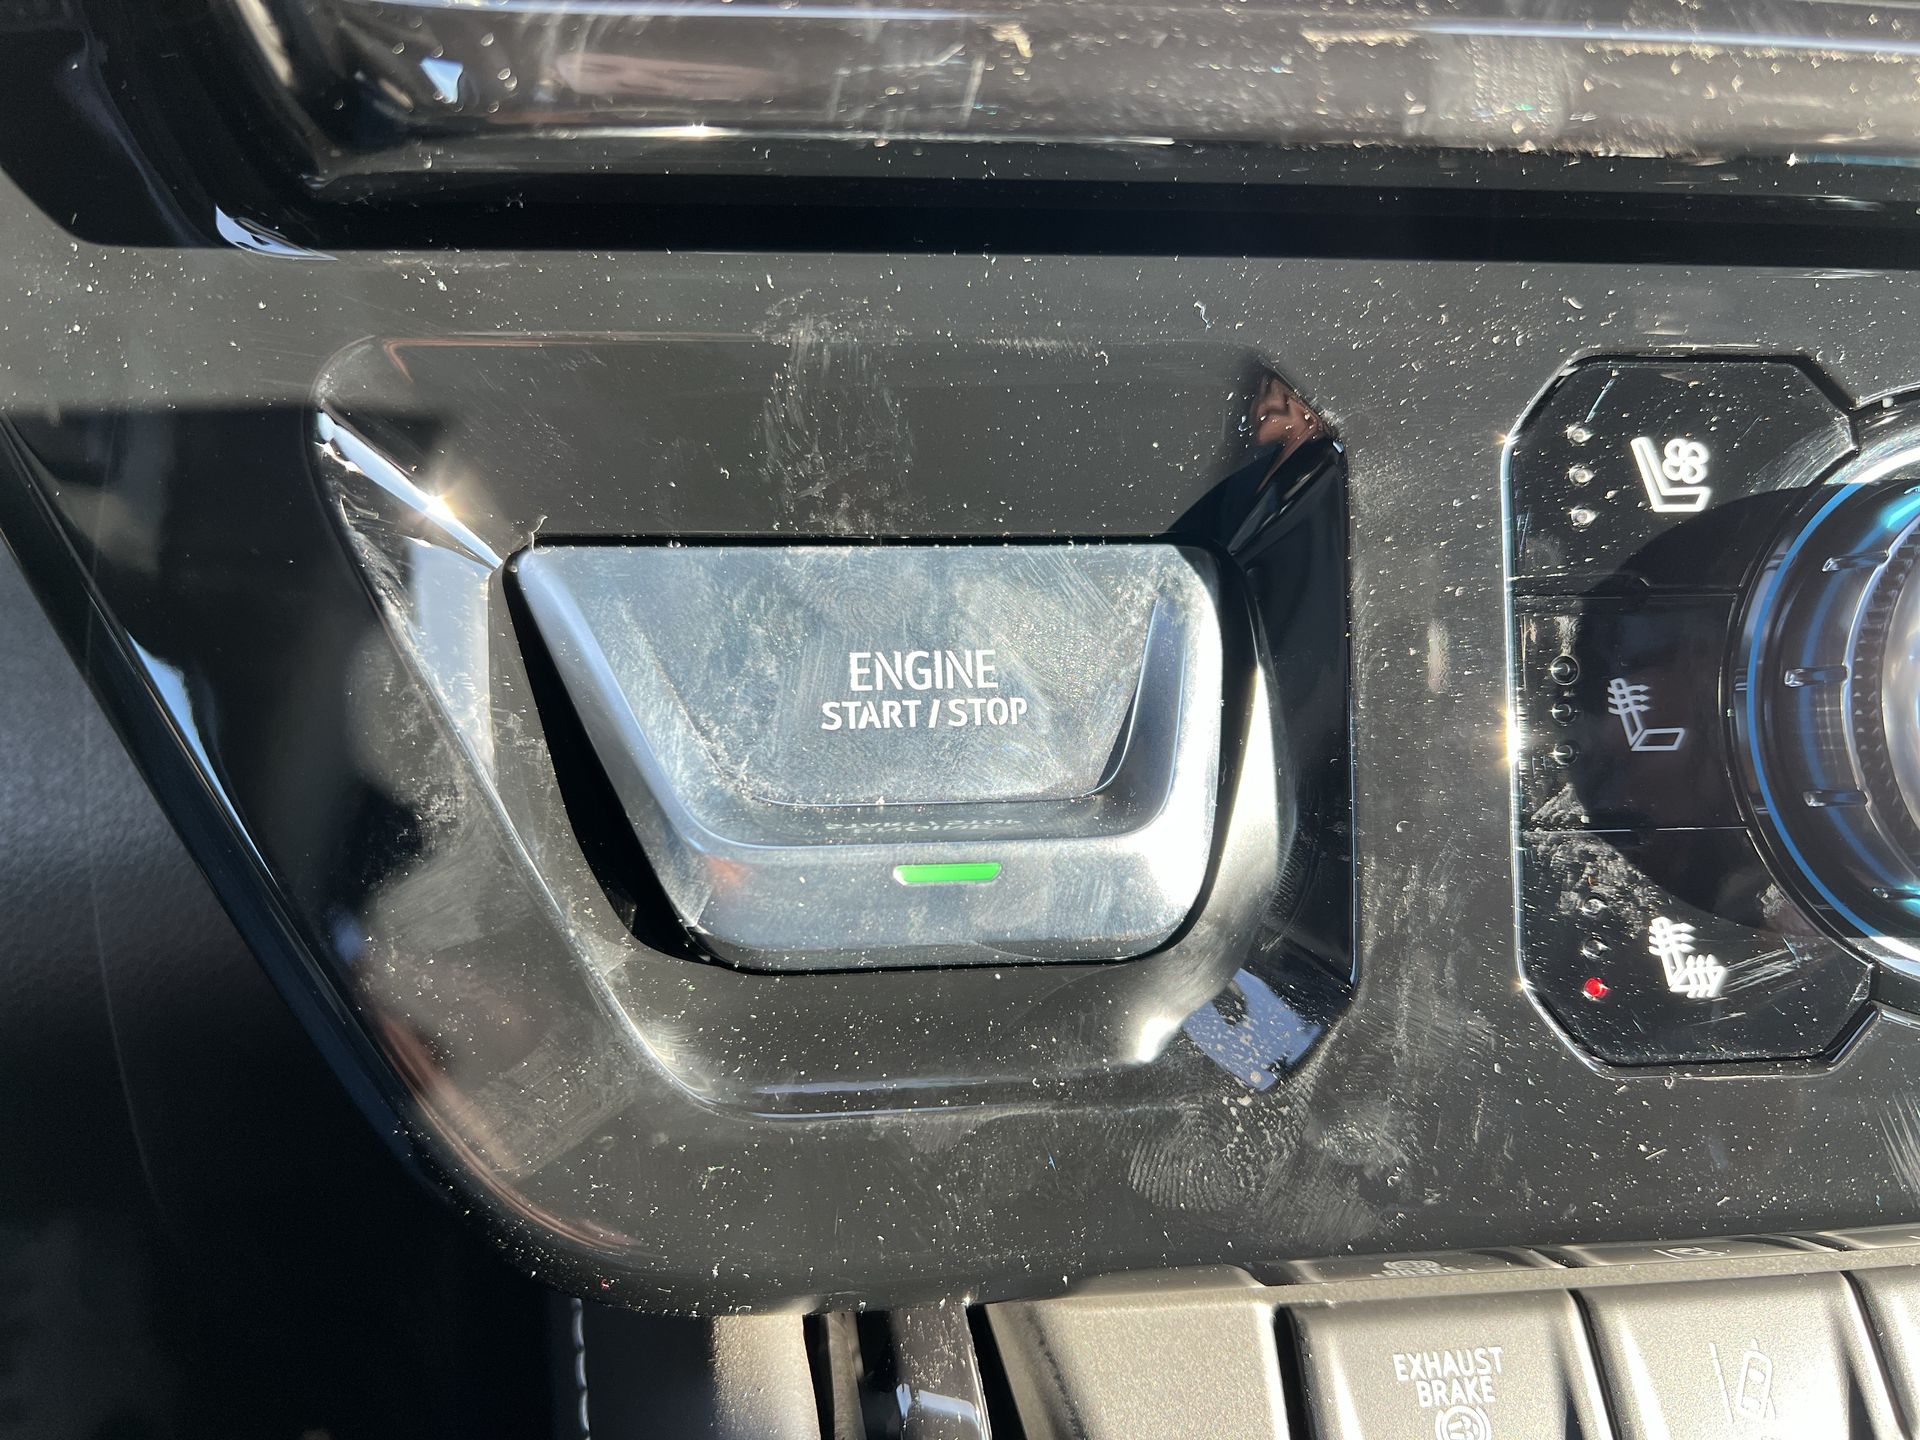 ENGINE
START / STOP
EXHAUST
BRAKE